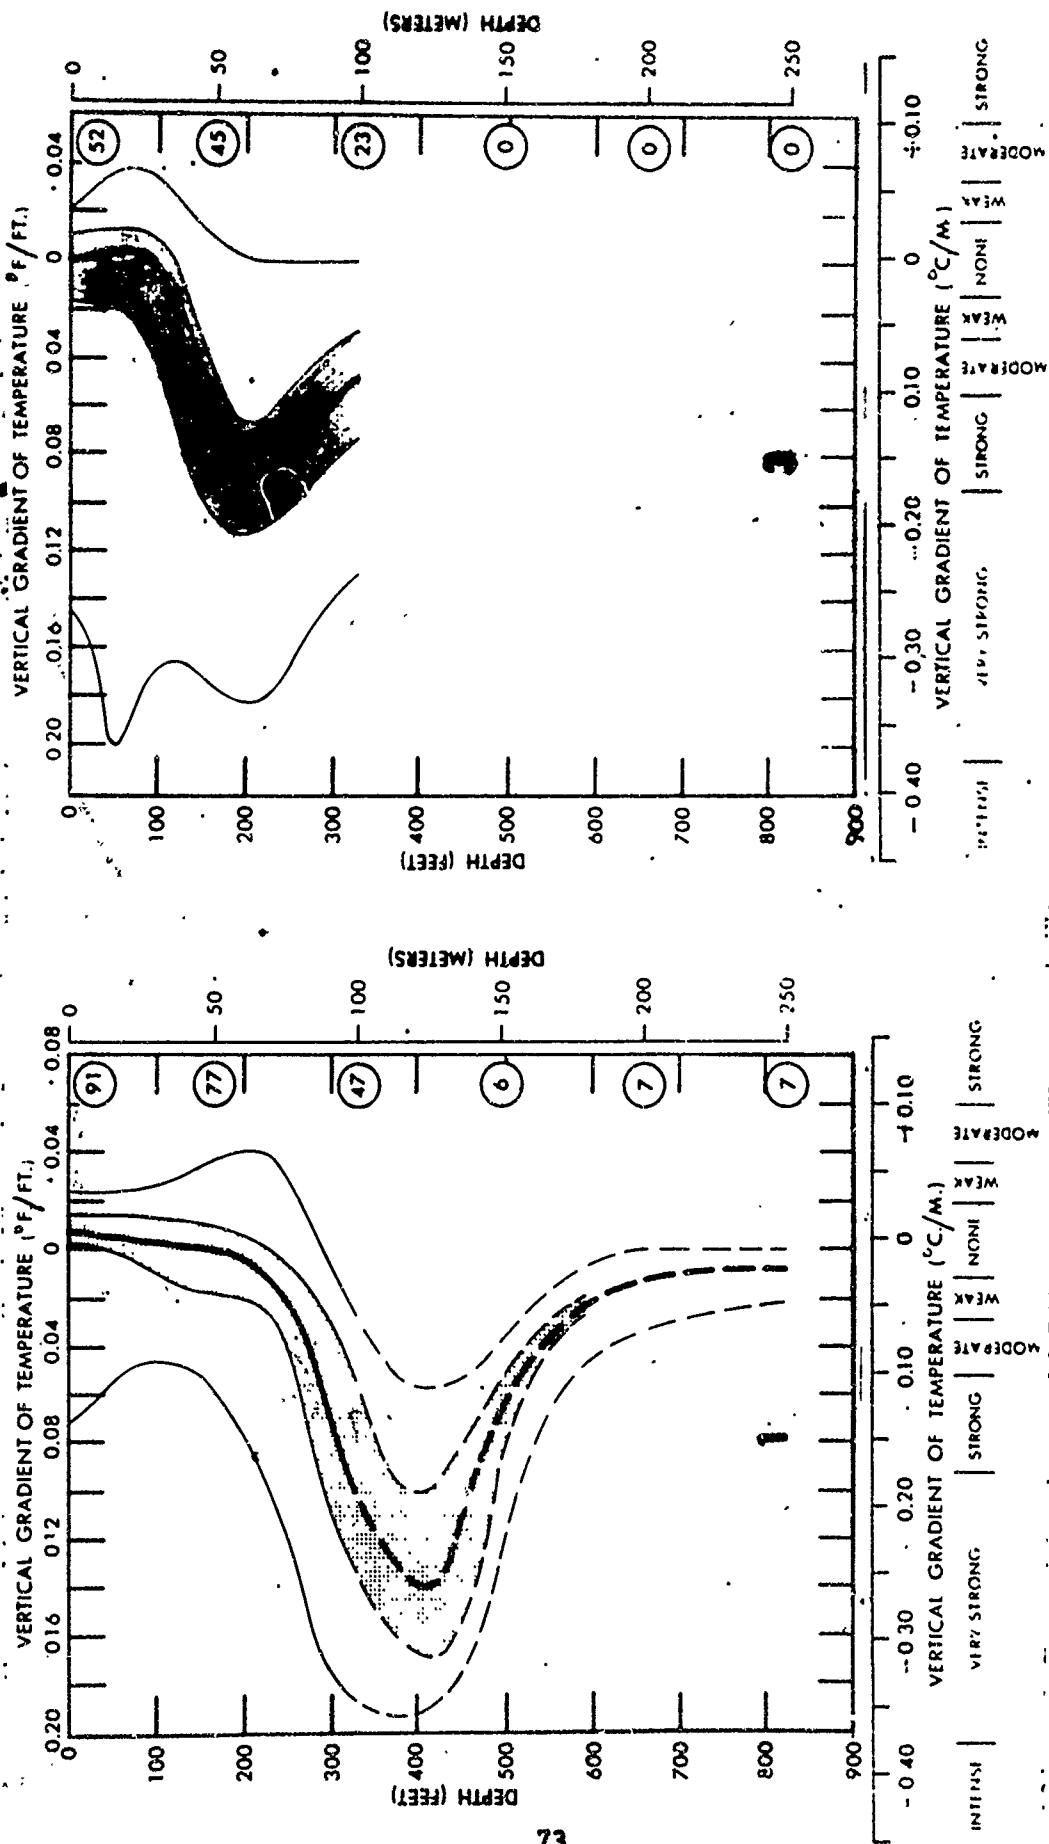 VERTICAL GRADIENT OF TEMPERATURE (°F/FT.)
0.20 0.16 0.12 0.08 0.04 0 0.04
0 100 200 300 400 500 600 700 800 900
DEPTH (FEET)
52 45 23 0 0 0
0 50 100 150 200 250
DEPTH (METERS)
-0.40 -0.30 -0.20 0.10 0 +0.10
VERTICAL GRADIENT OF TEMPERATURE (°C/M.)
STRONG MODERATE WEAK NONE WEAK MODERATE STRONG
VERTICAL GRADIENT OF TEMPERATURE (°F/FT.)
0.20 0.16 0.12 0.08 0.04 0 0.04 0.08
0 100 200 300 400 500 600 700 800 900
DEPTH (FEET)
91 77 47 6 7 7
0 50 100 150 200 250
DEPTH (METERS)
-0.40 -0.30 0.20 0.10 0 +0.10
VERTICAL GRADIENT OF TEMPERATURE (°C/M.)
VERY STRONG STRONG MODERATE WEAK NONE WEAK MODERATE STRONG
73